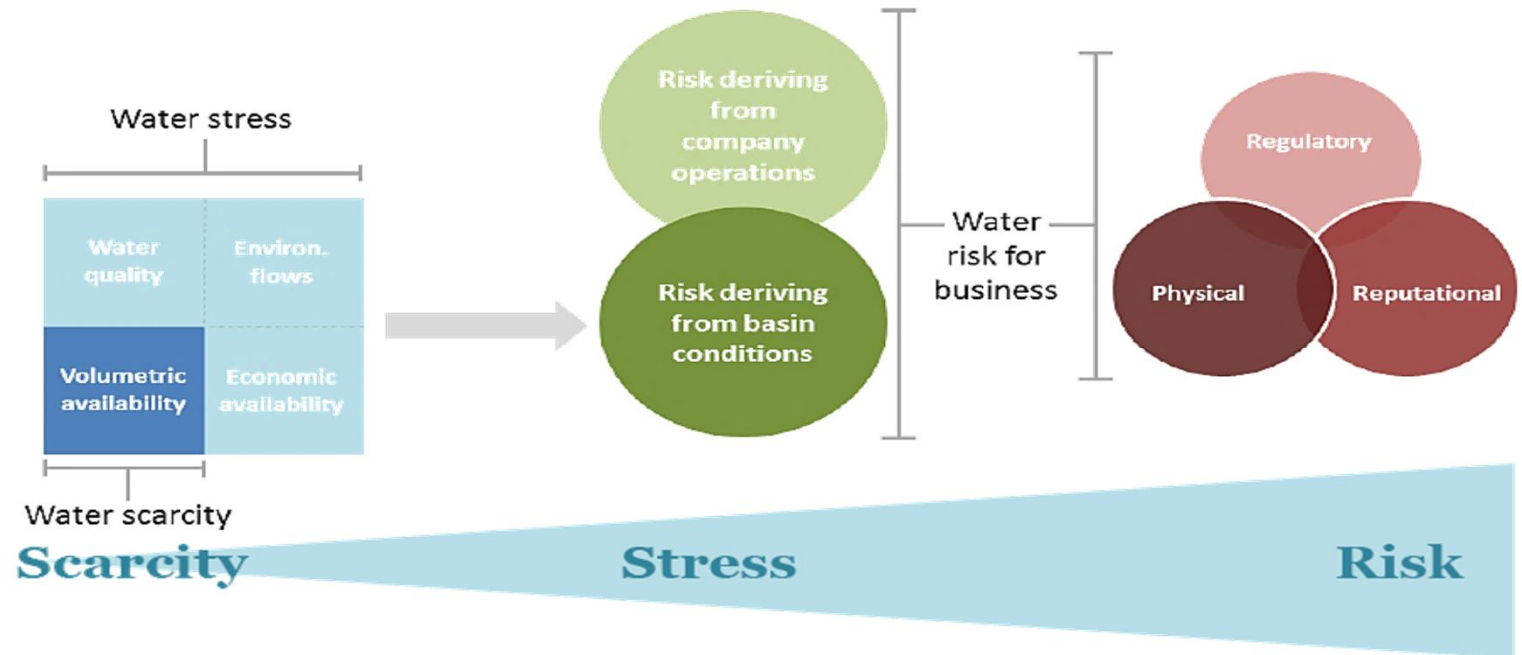 Water stress
Water
quality
Environ.
flows
Volumetric
availability
Economic
availability
Water scarcity
Risk deriving
from
company
operations
Risk deriving
from basin
conditions
Water
risk for
business
Regulatory
Physical
Reputational
Scarcity
Stress
Risk